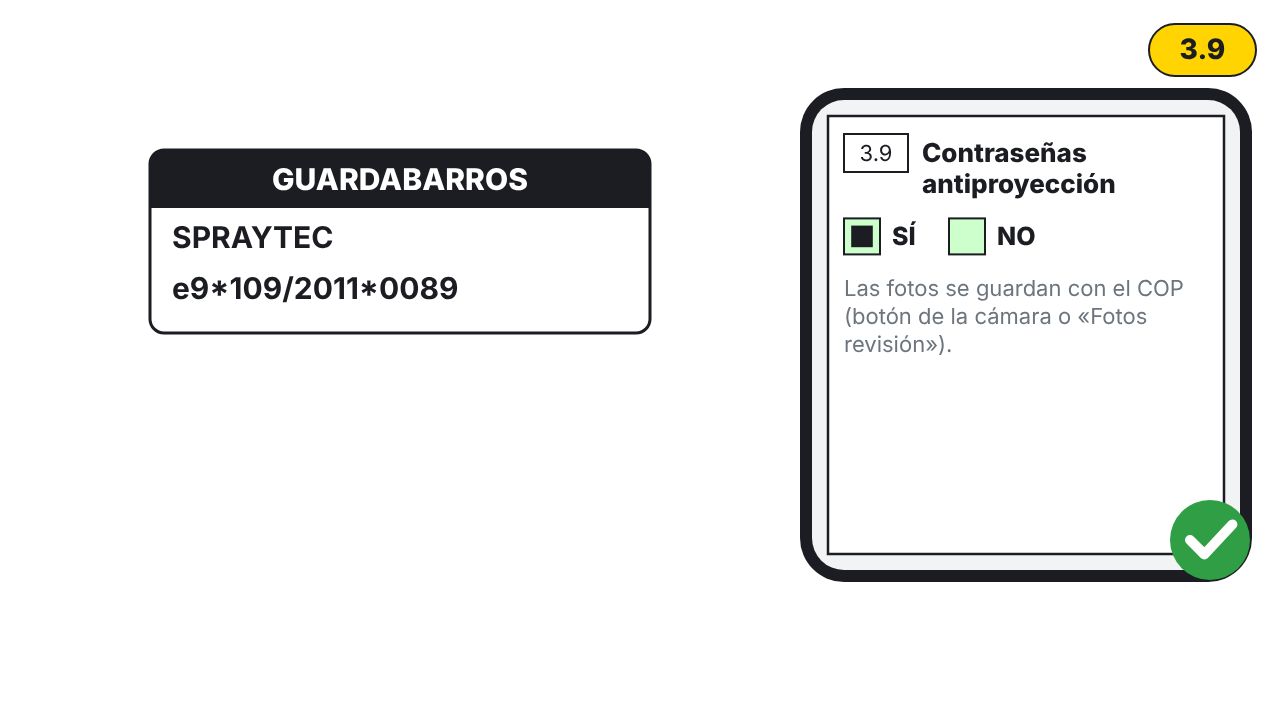 3.9
GUARDABARROS
SPRAYTEC
e9*109/2011*0089
3.9
Contraseñas
antiproyección
SÍ
NO
Las fotos se guardan con el COP
(botón de la cámara o «Fotos
revisión»).